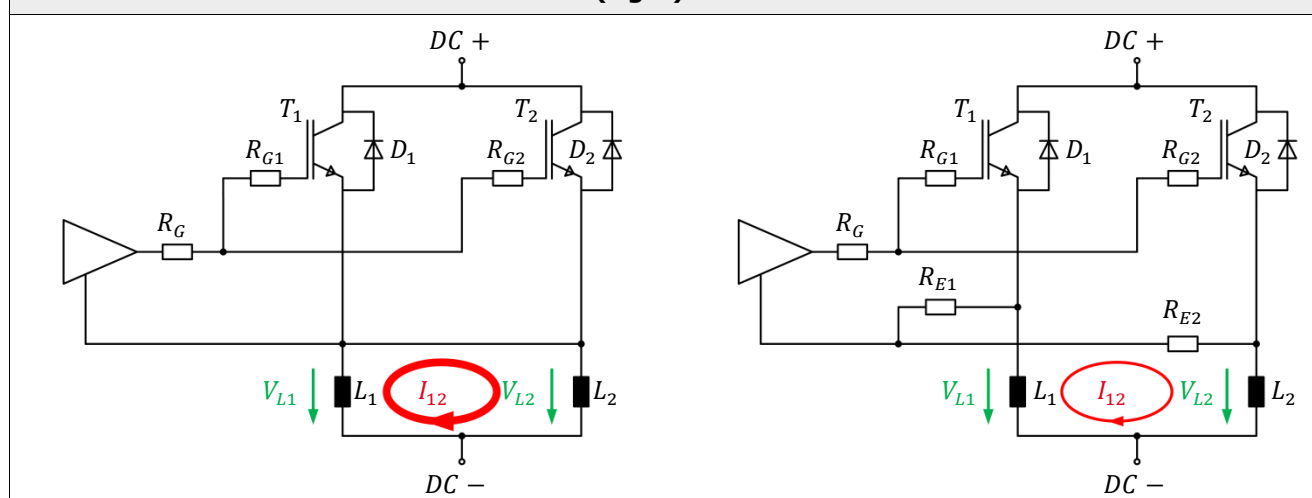 DC +
T1
T2
RG1
D1
RG2
D2
RG
VL1
L1
I12
VL2
L2
DC −
DC +
T1
T2
RG1
D1
RG2
D2
RG
RE1
RE2
VL1
L1
I12
VL2
L2
DC −